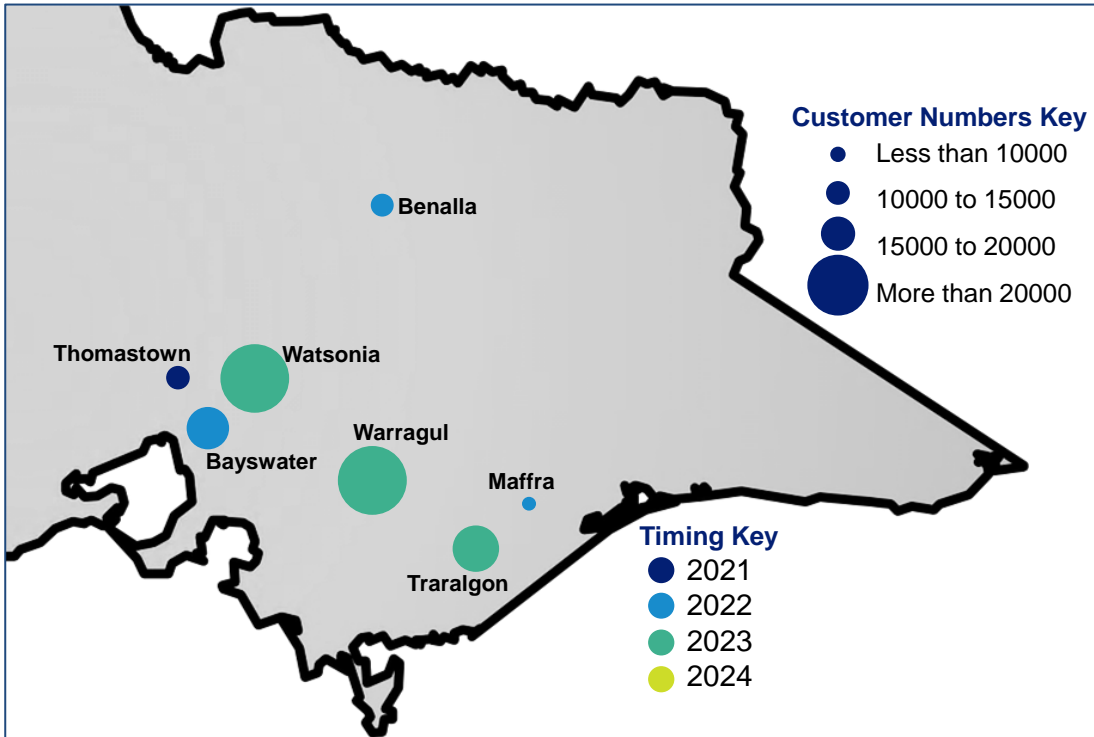 Customer Numbers Key
Less than 10000
10000 to 15000
15000 to 20000
More than 20000
Benalla
Thomastown
Watsonia
Bayswater
Warragul
Maffra
Traralgon
Timing Key
2021
2022
2023
2024